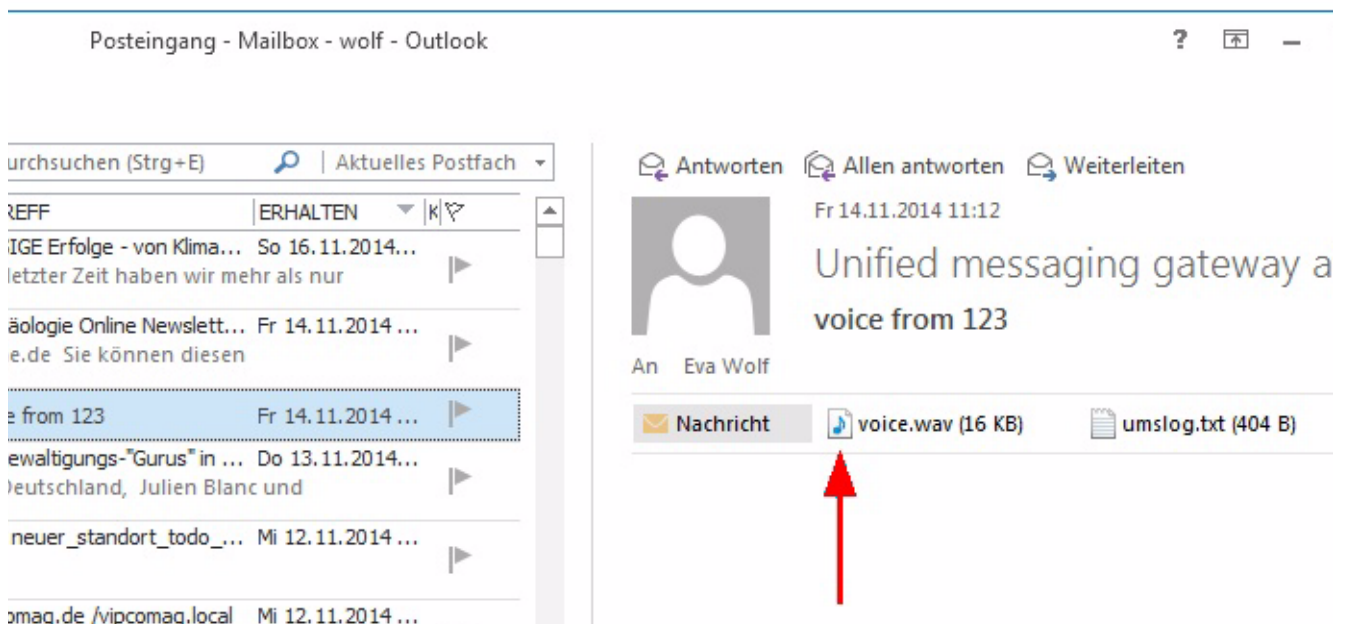 Posteingang - Mailbox - wolf - Outlook
?
urchsuchen (Strg+E) | Aktuelles Postfach
REFF ERHALTEN K
SIGE Erfolge - von Klima... So 16.11.2014...
letzter Zeit haben wir mehr als nur
äologie Online Newslett... Fr 14.11.2014 ...
e.de Sie können diesen
e from 123 Fr 14.11.2014 ...
ewaltigungs-"Gurus" in ... Do 13.11.2014...
Deutschland, Julien Blanc und
neuer_standort_todo_... Mi 12.11.2014 ...
omag.de /vipcomag.local Mi 12.11.2014 ...
Antworten Allen antworten Weiterleiten
Fr 14.11.2014 11:12
Unified messaging gateway a
voice from 123
An Eva Wolf
Nachricht voice.wav (16 KB) umslog.txt (404 B)